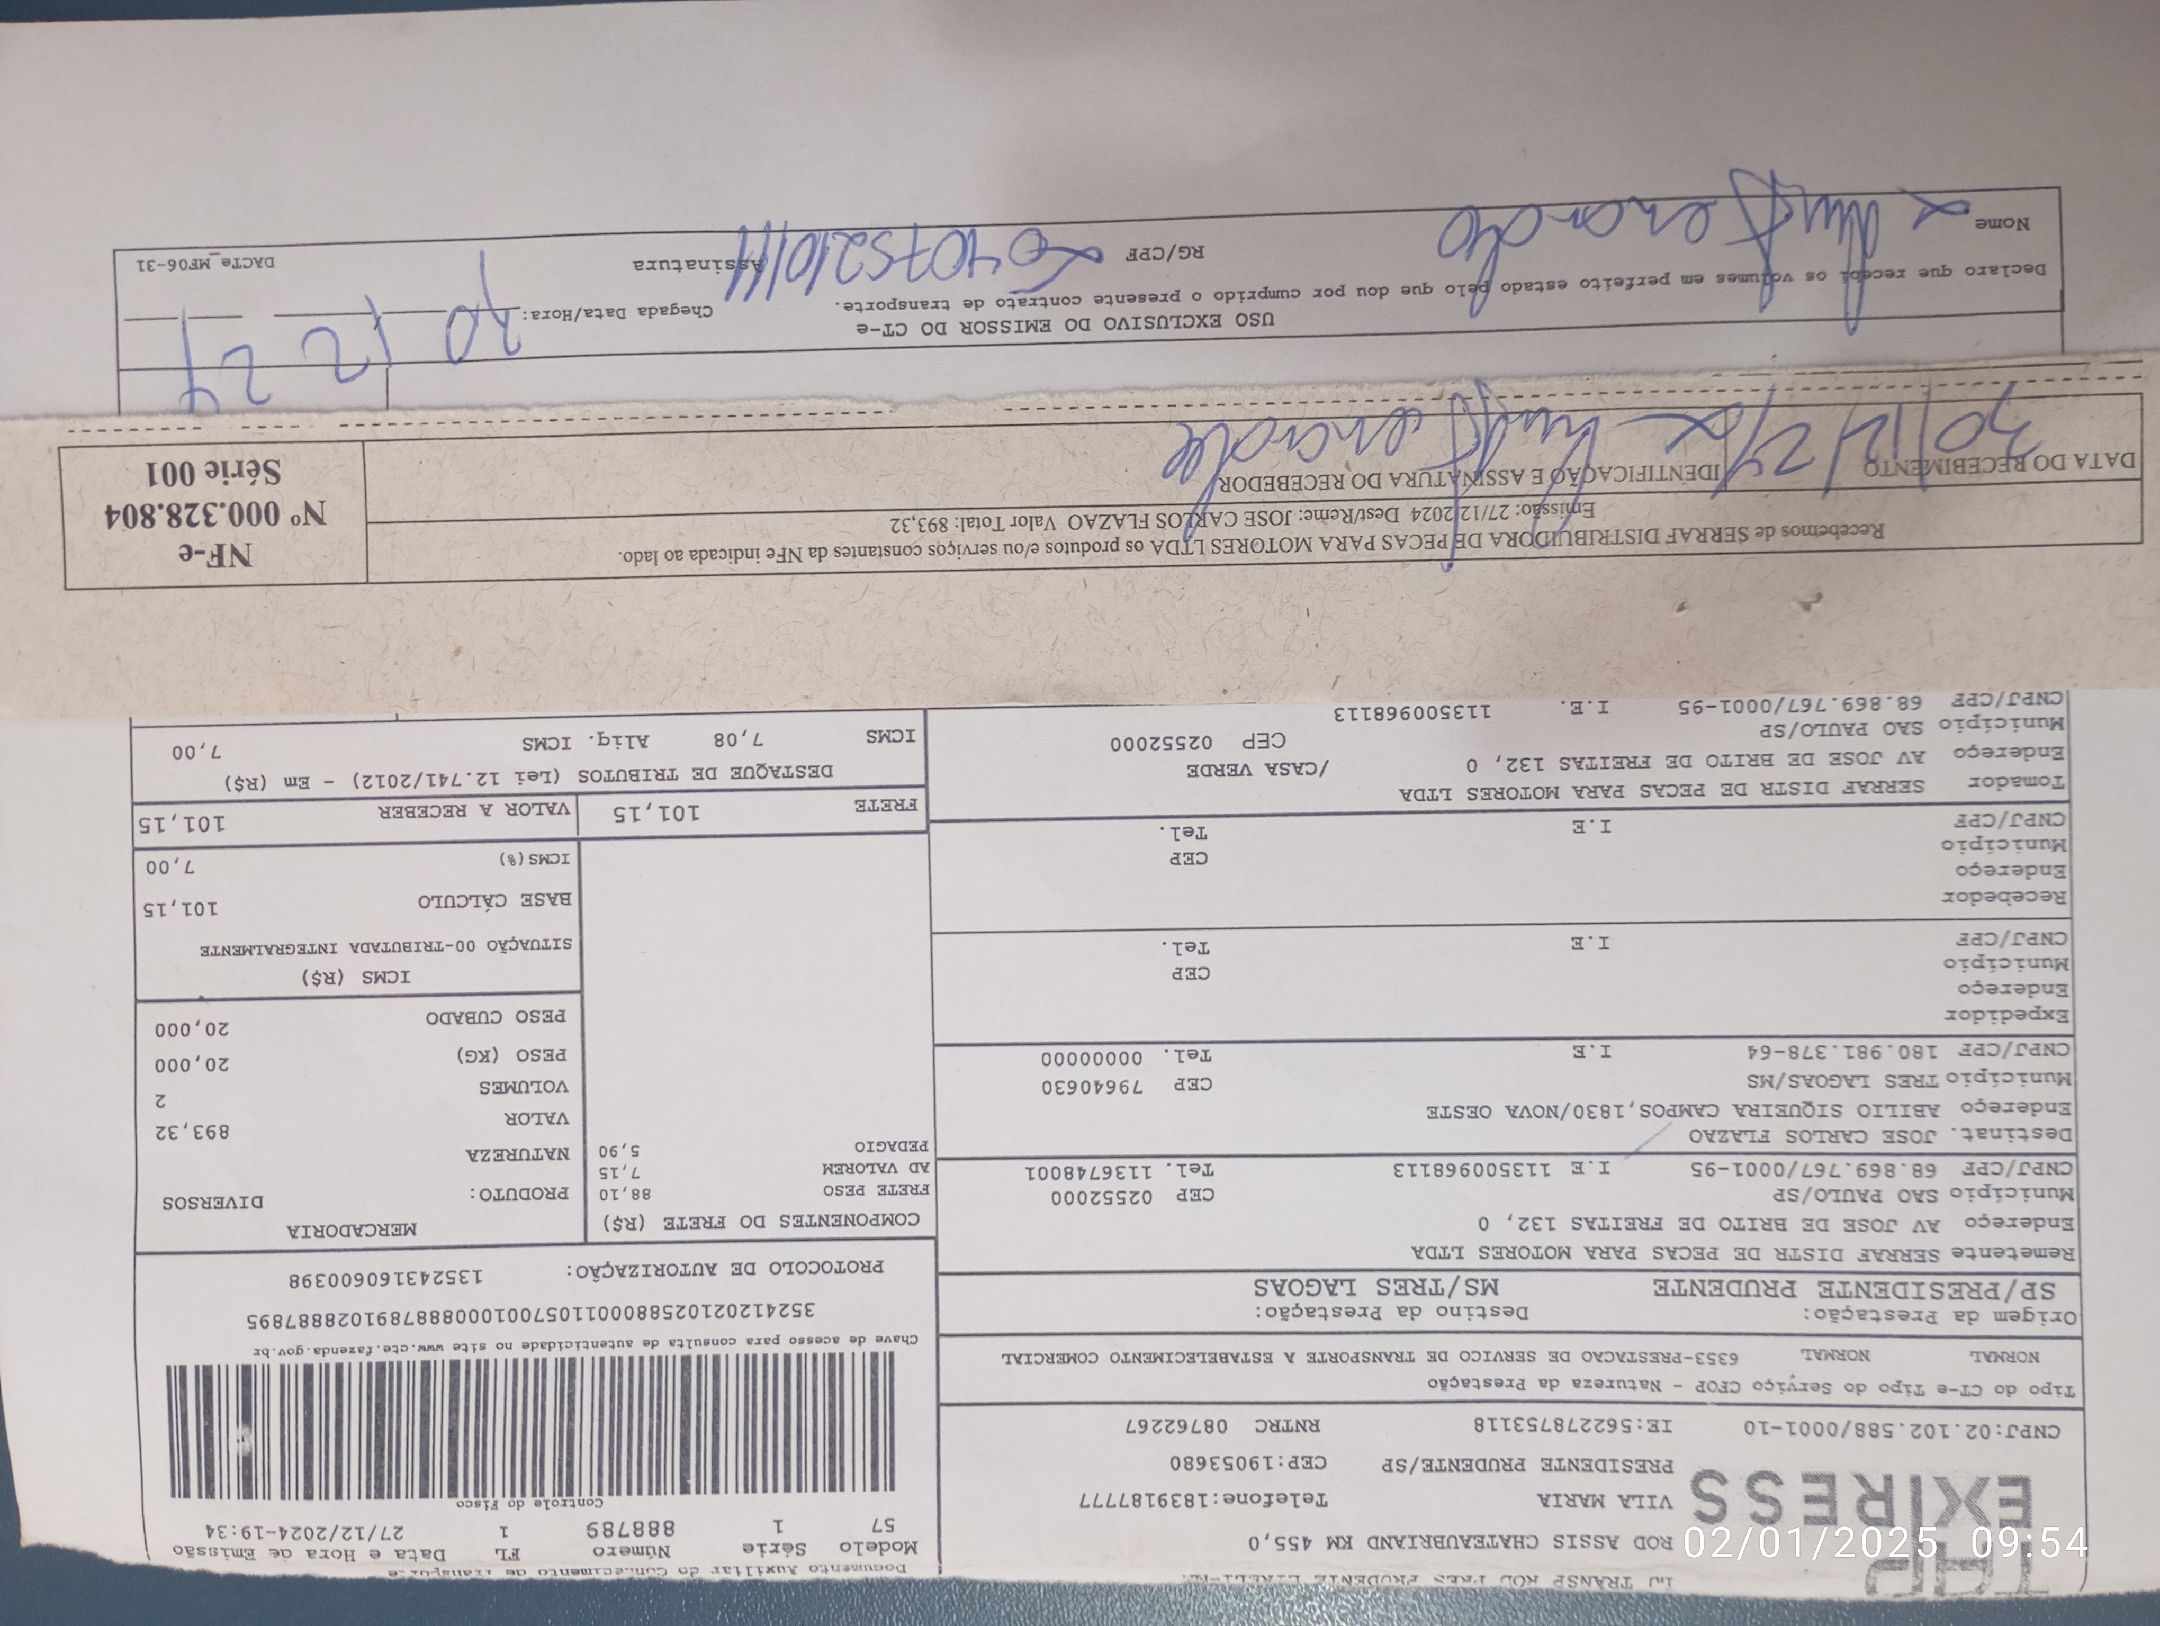 Documento Auxiliar do Conhecimento de Transporte
EXPRESS
ROD ASSIS CHATEAUBRIAND KM 455,0
VILA MARIA Telefone:1839187777
PRESIDENTE PRUDENTE/SP CEP:19053680
CNPJ:02.102.588/0001-10 IE:562278753118 RNTRC 08762267
Modelo Série Número FL Data e Hora de Emissão
57 1 888789 1 27/12/2024-19:34
Controle do Fisco
Chave de acesso para consulta de autenticidade no site www.cte.fazenda.gov.br
PROTOCOLO DE AUTORIZAÇÃO: 135243160600398
Tipo do CT-e Tipo do Serviço CFOP - Natureza da Prestação
NORMAL NORMAL 6353-PRESTACAO DE SERVICO DE TRANSPORTE A ESTABELECIMENTO COMERCIAL
Origem da Prestação: Destino da Prestação:
SP/PRESIDENTE PRUDENTE MS/TRES LAGOAS
Remetente SERRAF DISTR DE PECAS PARA MOTORES LTDA
Endereço AV JOSE DE BRITO DE FREITAS 132, 0
Município SAO PAULO/SP CEP 02552000
CNPJ/CPF 68.869.767/0001-95 I.E 113500968113 Tel. 1136748001
Destinat. JOSE CARLOS FLAZAO
Endereço ABILIO SIQUEIRA CAMPOS,1830/NOVA OESTE
Município TRES LAGOAS/MS CEP 79640630
CNPJ/CPF 180.981.378-64 I.E Tel. 00000000
Expedidor
Endereço
Município CEP
CNPJ/CPF I.E Tel.
Recebedor
Endereço
Município CEP
CNPJ/CPF I.E Tel.
Tomador SERRAF DISTR DE PECAS PARA MOTORES LTDA
Endereço AV JOSE DE BRITO DE FREITAS 132, 0 /CASA VERDE
Município SAO PAULO/SP CEP 02552000
CNPJ/CPF 68.869.767/0001-95 I.E. 113500968113
COMPONENTES DO FRETE (R$)
FRETE PESO 88,10
AD VALOREM 7,15
PEDAGIO 5,90
MERCADORIA
PRODUTO: DIVERSOS
NATUREZA
VALOR 893,32
VOLUMES 2
PESO (KG) 20,000
PESO CUBADO 20,000
ICMS (R$)
SITUAÇÃO 00-TRIBUTADA INTEGRALMENTE
BASE CÁLCULO 101,15
ICMS(%) 7,00
FRETE 101,15 VALOR A RECEBER 101,15
DESTAQUE DE TRIBUTOS (Lei 12.741/2012) - Em (R$)
ICMS 7,08 Aliq. ICMS 7,00
Recebemos de SERRAF DISTRIBUIDORA DE PECAS PARA MOTORES LTDA os produtos e/ou serviços constantes da NFe indicada ao lado.
Emissão: 27/12/2024 Dest/Reme: JOSE CARLOS FLAZAO Valor Total: 893,32
DATA DO RECEBIMENTO IDENTIFICAÇÃO E ASSINATURA DO RECEBEDOR
30/12/24
NF-e
Nº 000.328.804
Série 001
USO EXCLUSIVO DO EMISSOR DO CT-e
Declaro que recebi os volumes em perfeito estado pelo que dou por cumprido o presente contrato de transporte.
Chegada Data/Hora: 30 12 24
Nome RG/CPF Assinatura
DACTe_MF06-31
02/01/2025 09:54